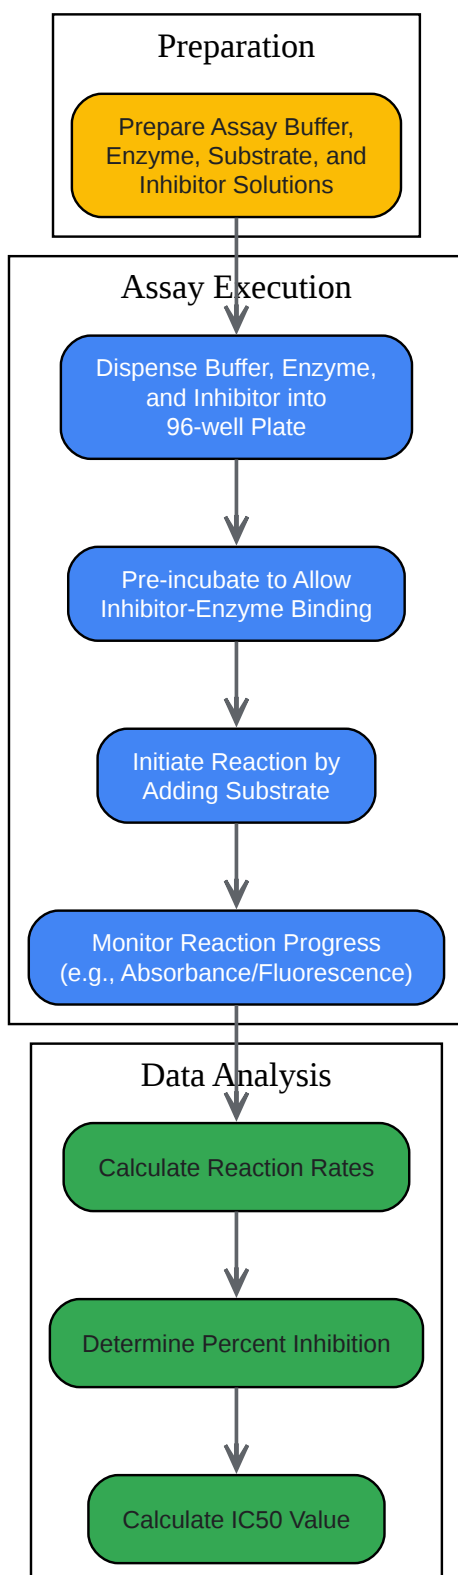 Preparation
Prepare Assay Buffer,
Enzyme, Substrate, and
Inhibitor Solutions
Assay Execution
Dispense Buffer, Enzyme,
and Inhibitor into
96-well Plate
Pre-incubate to Allow
Inhibitor-Enzyme Binding
Initiate Reaction by
Adding Substrate
Monitor Reaction Progress
(e.g., Absorbance/Fluorescence)
Data Analysis
Calculate Reaction Rates
Determine Percent Inhibition
Calculate IC50 Value